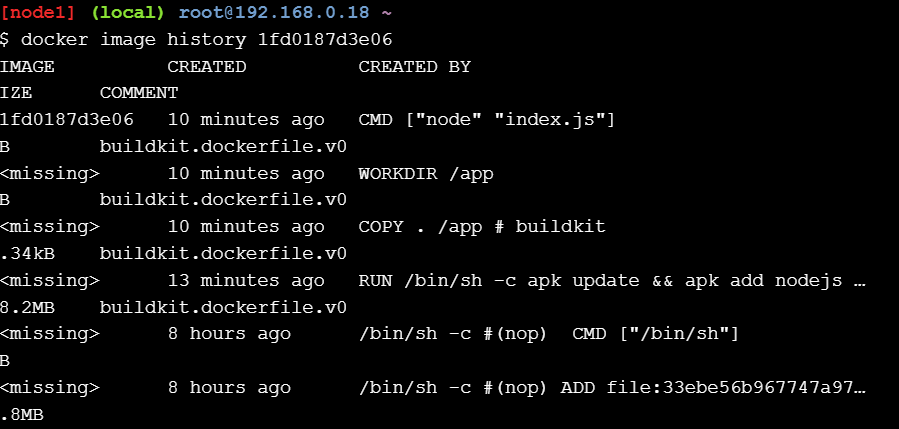 [node1] (local) root@192.168.0.18 ~
$ docker image history 1fd0187d3e06
IMAGE          CREATED          CREATED BY
IZE      COMMENT
1fd0187d3e06   10 minutes ago   CMD ["node" "index.js"]
B        buildkit.dockerfile.v0
<missing>      10 minutes ago   WORKDIR /app
B        buildkit.dockerfile.v0
<missing>      10 minutes ago   COPY . /app # buildkit
.34kB    buildkit.dockerfile.v0
<missing>      13 minutes ago   RUN /bin/sh -c apk update && apk add nodejs …
8.2MB    buildkit.dockerfile.v0
<missing>      8 hours ago      /bin/sh -c #(nop)  CMD ["/bin/sh"]
B
<missing>      8 hours ago      /bin/sh -c #(nop) ADD file:33ebe56b967747a97…
.8MB